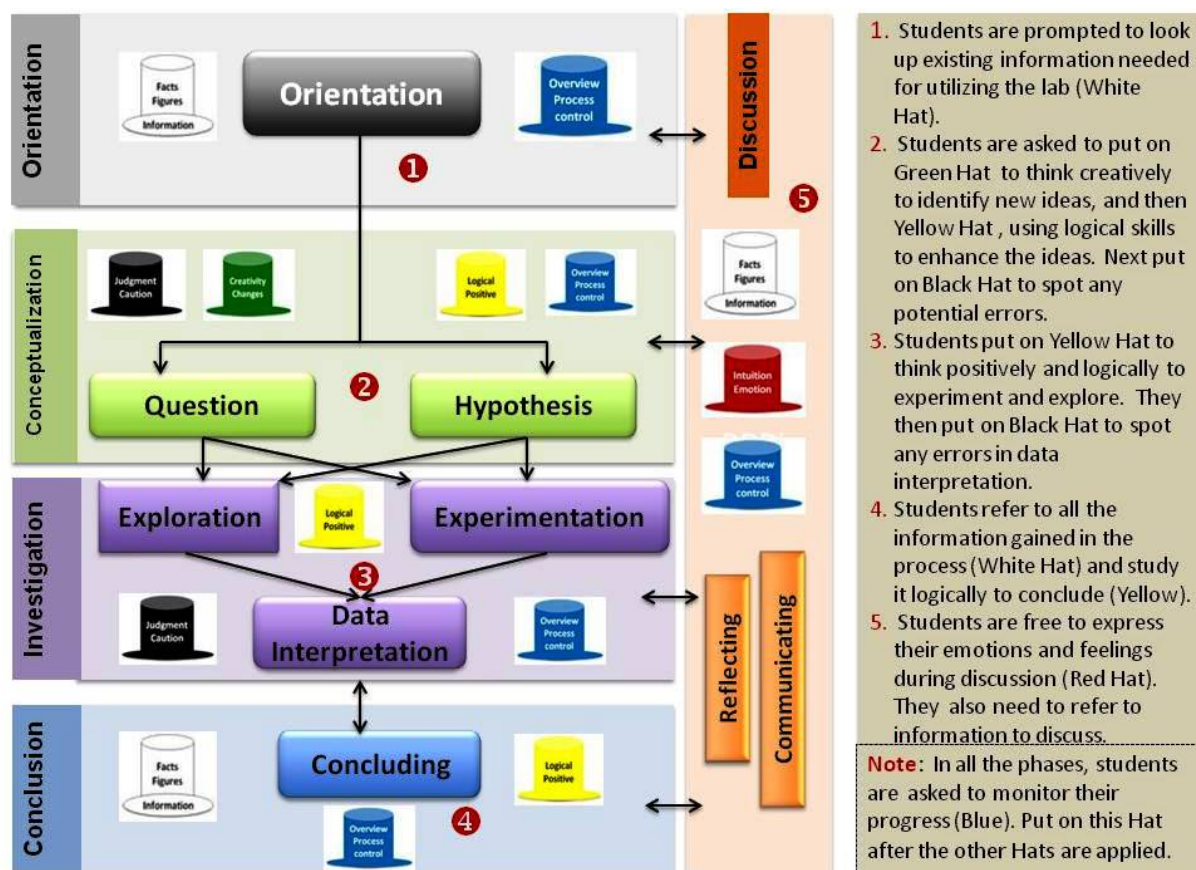 Orientation
Facts
Figures
Information
Orientation
Overview
Process
control
1
Discussion
5
Conceptualization
Judgment
Caution
Creativity
Changes
Logical
Positive
Overview
Process
control
Facts
Figures
Information
2
Question
Hypothesis
Intuition
Emotion
Overview
Process
control
Investigation
Exploration
Logical
Positive
Experimentation
3
Judgment
Caution
Data
Interpretation
Overview
Process
control
Reflecting
Communicating
Conclusion
Facts
Figures
Information
Concluding
Logical
Positive
Overview
Process
control
4
1. Students are prompted to look
up existing information needed
for utilizing the lab (White
Hat).
2. Students are asked to put on
Green Hat to think creatively
to identify new ideas, and then
Yellow Hat , using logical skills
to enhance the ideas. Next put
on Black Hat to spot any
potential errors.
3. Students put on Yellow Hat to
think positively and logically to
experiment and explore. They
then put on Black Hat to spot
any errors in data
interpretation.
4. Students refer to all the
information gained in the
process (White Hat) and study
it logically to conclude (Yellow).
5. Students are free to express
their emotions and feelings
during discussion (Red Hat).
They also need to refer to
information to discuss.
Note: In all the phases, students
are asked to monitor their
progress (Blue). Put on this Hat
after the other Hats are applied.